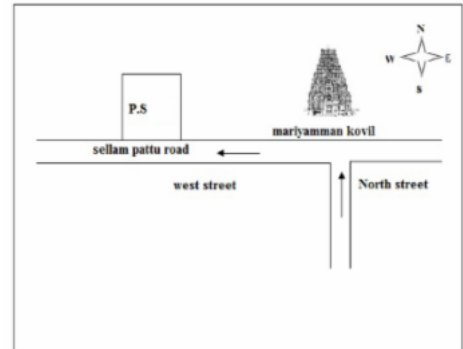 N
W
E
S
P.S
mariyamman kovil
sellam pattu road
west street
North street